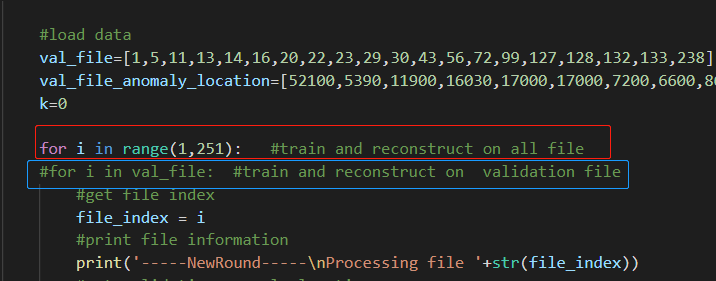 #load data
val_file=[1,5,11,13,14,16,20,22,23,29,30,43,56,72,99,127,128,132,133,238]
val_file_anomaly_location=[52100,5390,11900,16030,17000,17000,7200,6600,8
k=0
for i in range(1,251):   #train and reconstruct on all file
#for i in val_file:  #train and reconstruct on  validation file
#get file index
file_index = i
#print file information
print('-----NewRound-----\nProcessing file '+str(file_index))